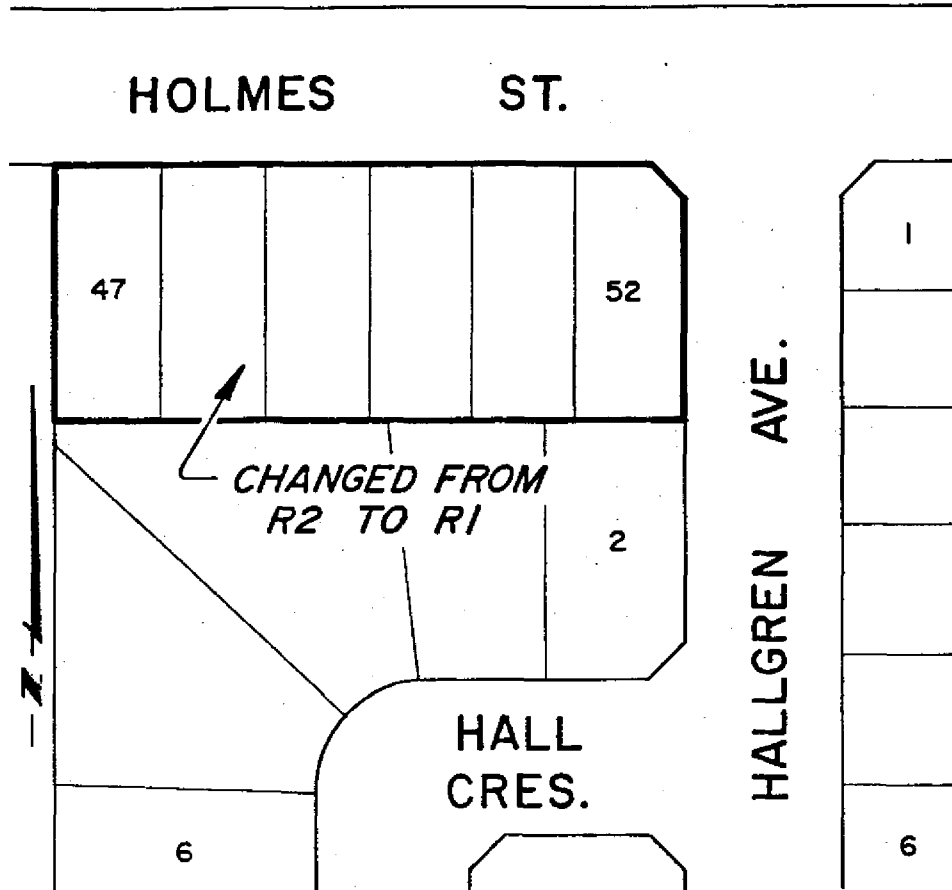 HOLMES ST.
47
52
1
CHANGED FROM
R2 TO R1
2
HALLGREN AVE.
N
HALL
CRES.
6
6